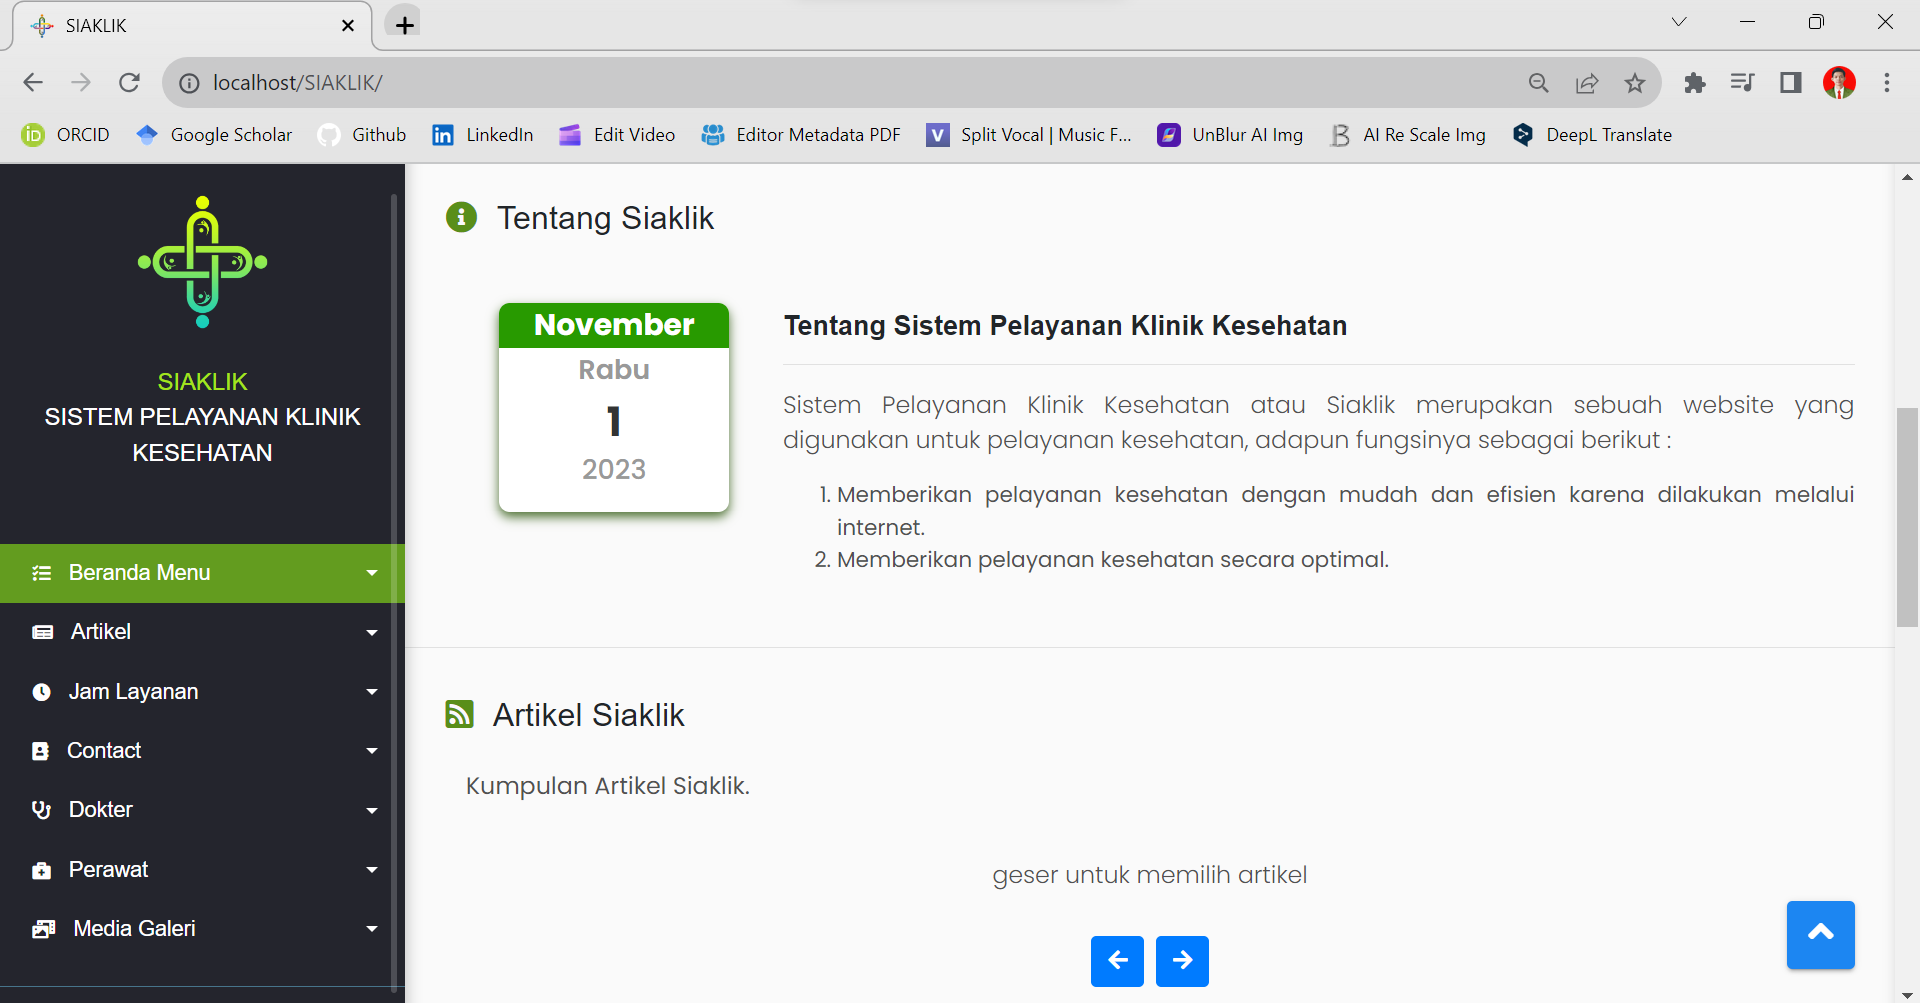 SIAKLIK
localhost/SIAKLIK/
ORCID
Google Scholar
Github
LinkedIn
Edit Video
Editor Metadata PDF
Split Vocal | Music F...
UnBlur AI Img
AI Re Scale Img
DeepL Translate
SIAKLIK
SISTEM PELAYANAN KLINIK
KESEHATAN
Beranda Menu
Artikel
Jam Layanan
Contact
Dokter
Perawat
Media Galeri
Tentang Siaklik
November
Rabu
1
2023
Tentang Sistem Pelayanan Klinik Kesehatan
Sistem Pelayanan Klinik Kesehatan atau Siaklik merupakan sebuah website yang
digunakan untuk pelayanan kesehatan, adapun fungsinya sebagai berikut :
1. Memberikan pelayanan kesehatan dengan mudah dan efisien karena dilakukan melalui
internet.
2. Memberikan pelayanan kesehatan secara optimal.
Artikel Siaklik
Kumpulan Artikel Siaklik.
geser untuk memilih artikel